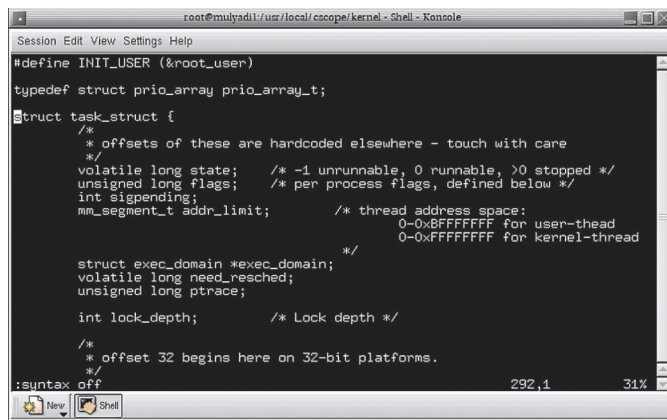 root@mulyadi1:/usr/local/cscope/kernel - Shell - Konsole
Session Edit View Settings Help
#define INIT_USER (&root_user)
typedef struct prio_array prio_array_t;
struct task_struct {
/*
* offsets of these are hardcoded elsewhere - touch with care
*/
volatile long state; /* -1 unrunnable, 0 runnable, >0 stopped */
unsigned long flags; /* per process flags, defined below */
int sigpending;
mm_segment_t addr_limit; /* thread address space:
0-0xBFFFFFFF for user-thead
0-0xFFFFFFFF for kernel-thread
*/
struct exec_domain *exec_domain;
volatile long need_resched;
unsigned long ptrace;
int lock_depth; /* Lock depth */
/*
* offset 32 begins here on 32-bit platforms.
*/
:syntax off 292,1 31%
New Shell